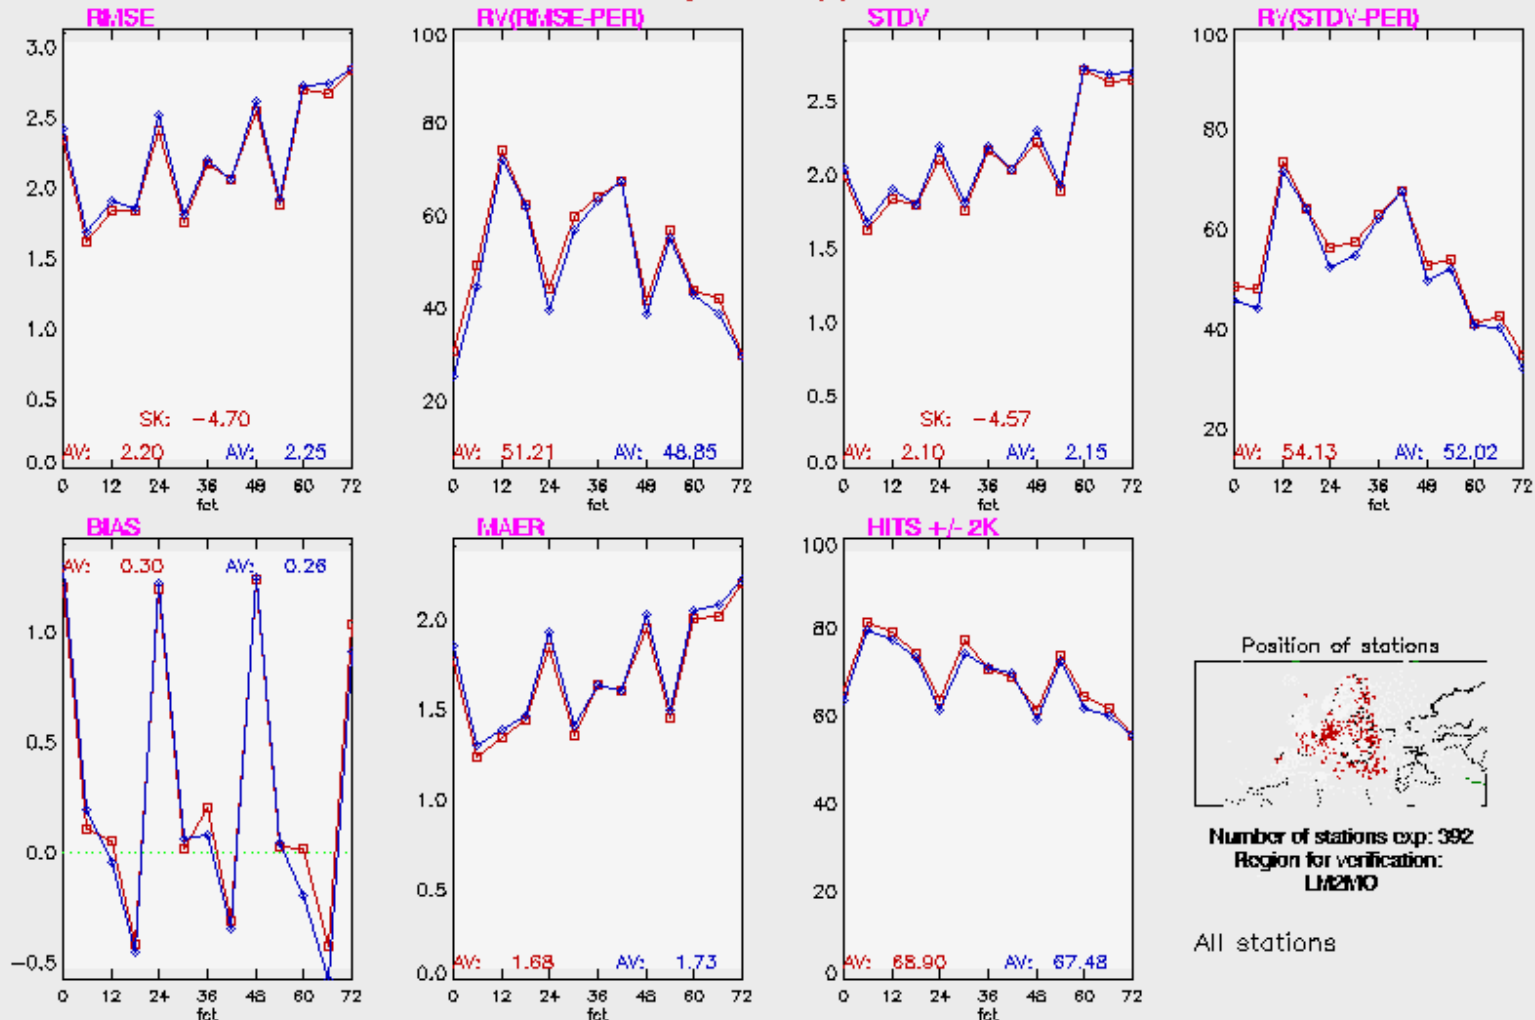 RMSE RV(RMSE-PER) STDV RV(STDV-PER)
3.0
2.5
2.0
1.5
1.0
0.5
0.0
SK: -4.70
AV: 2.20 AV: 2.25
0 12 24 36 48 60 72
fct
100
80
60
40
20
AV: 51.21 AV: 48.85
0 12 24 36 48 60 72
fct
2.5
2.0
1.5
1.0
0.5
0.0
SK: -4.57
AV: 2.10 AV: 2.15
0 12 24 36 48 60 72
fct
100
80
60
40
20
AV: 54.13 AV: 52.02
0 12 24 36 48 60 72
fct
BIAS MAER HITS +/- 2K
AV: 0.30 AV: 0.26
1.0
0.5
0.0
-0.5
0 12 24 36 48 60 72
fct
2.0
1.5
1.0
0.5
0.0
AV: 1.68 AV: 1.73
0 12 24 36 48 60 72
fct
100
80
60
40
20
0
AV: 68.90 AV: 67.48
0 12 24 36 48 60 72
fct
Position of stations
Number of stations exp: 392
Region for verification:
LM2MO
All stations